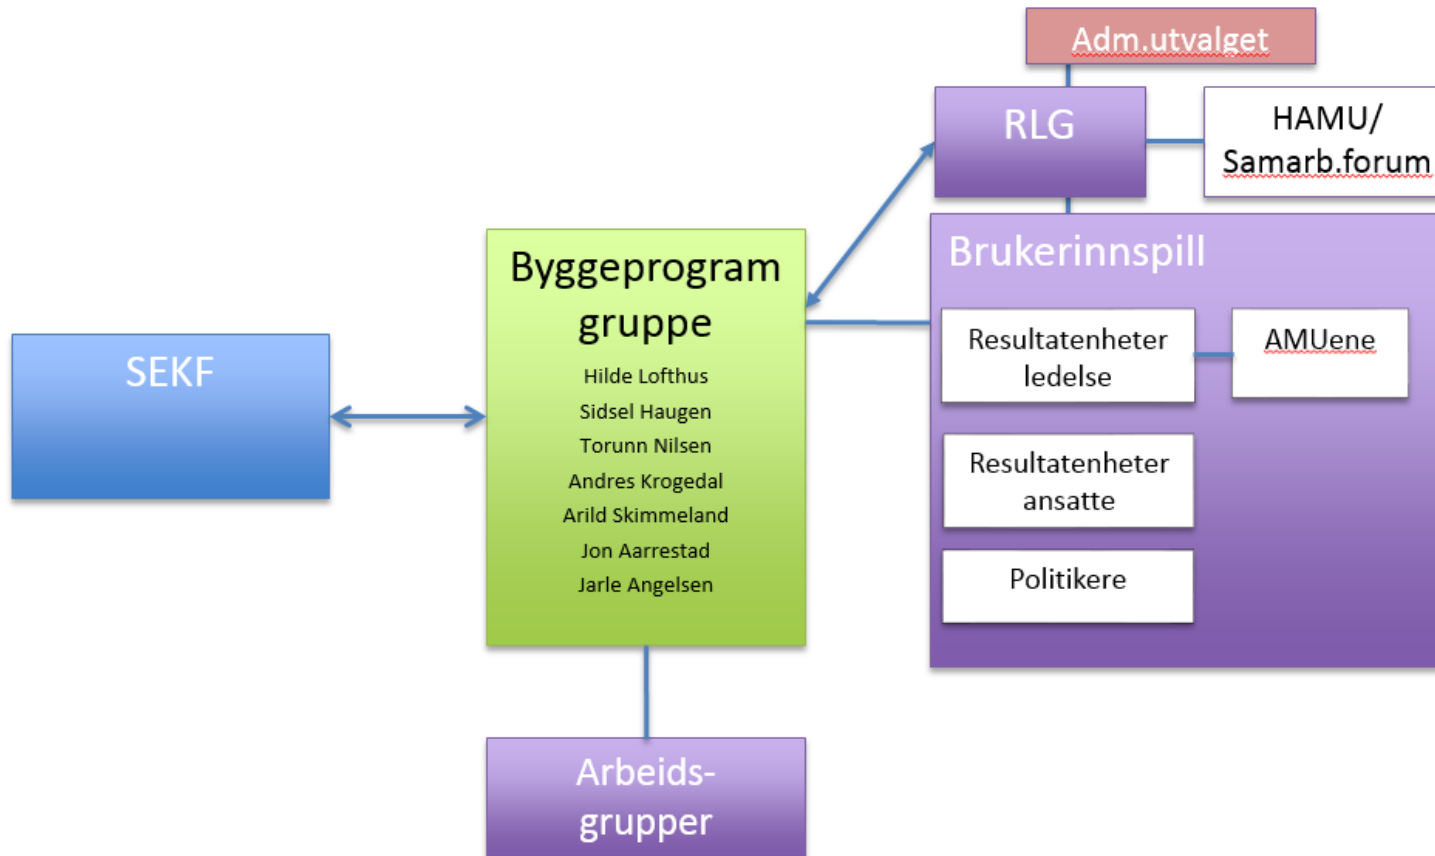 Adm.utvalget
RLG
HAMU/
Samarb.forum
Brukerinnspill
Resultatenheter
ledelse
AMUene
Resultatenheter
ansatte
Politikere
Byggeprogram
gruppe
Hilde Lofthus
Sidsel Haugen
Torunn Nilsen
Andres Krogedal
Arild Skimmeland
Jon Aarrestad
Jarle Angelsen
SEKF
Arbeids-
grupper